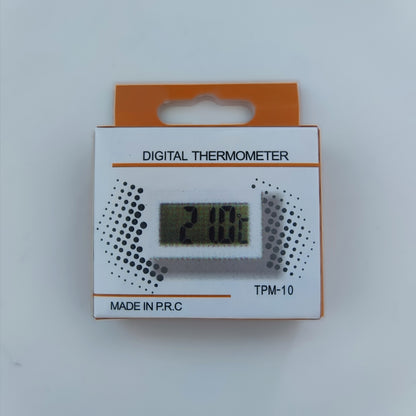 DIGITAL THERMOMETER
21.0
TPM-10
MADE IN P.R.C